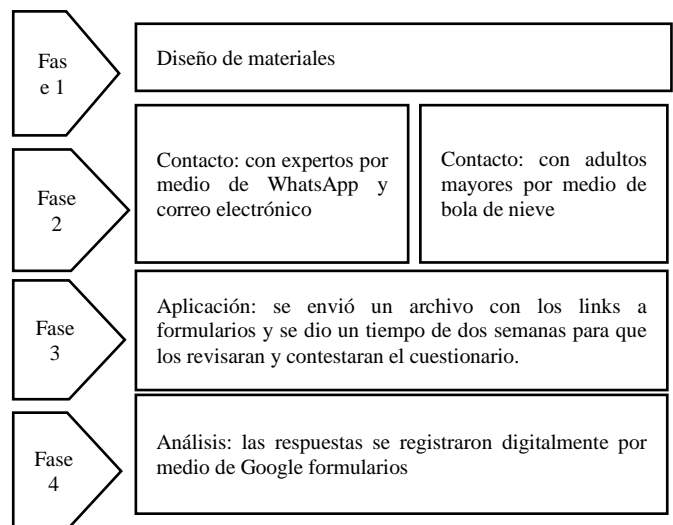 Fas
e 1
Diseño de materiales
Fase
2
Contacto: con expertos por
medio de WhatsApp y
correo electrónico
Contacto: con adultos
mayores por medio de
bola de nieve
Fase
3
Aplicación: se envió un archivo con los links a
formularios y se dio un tiempo de dos semanas para que
los revisaran y contestaran el cuestionario.
Fase
4
Análisis: las respuestas se registraron digitalmente por
medio de Google formularios